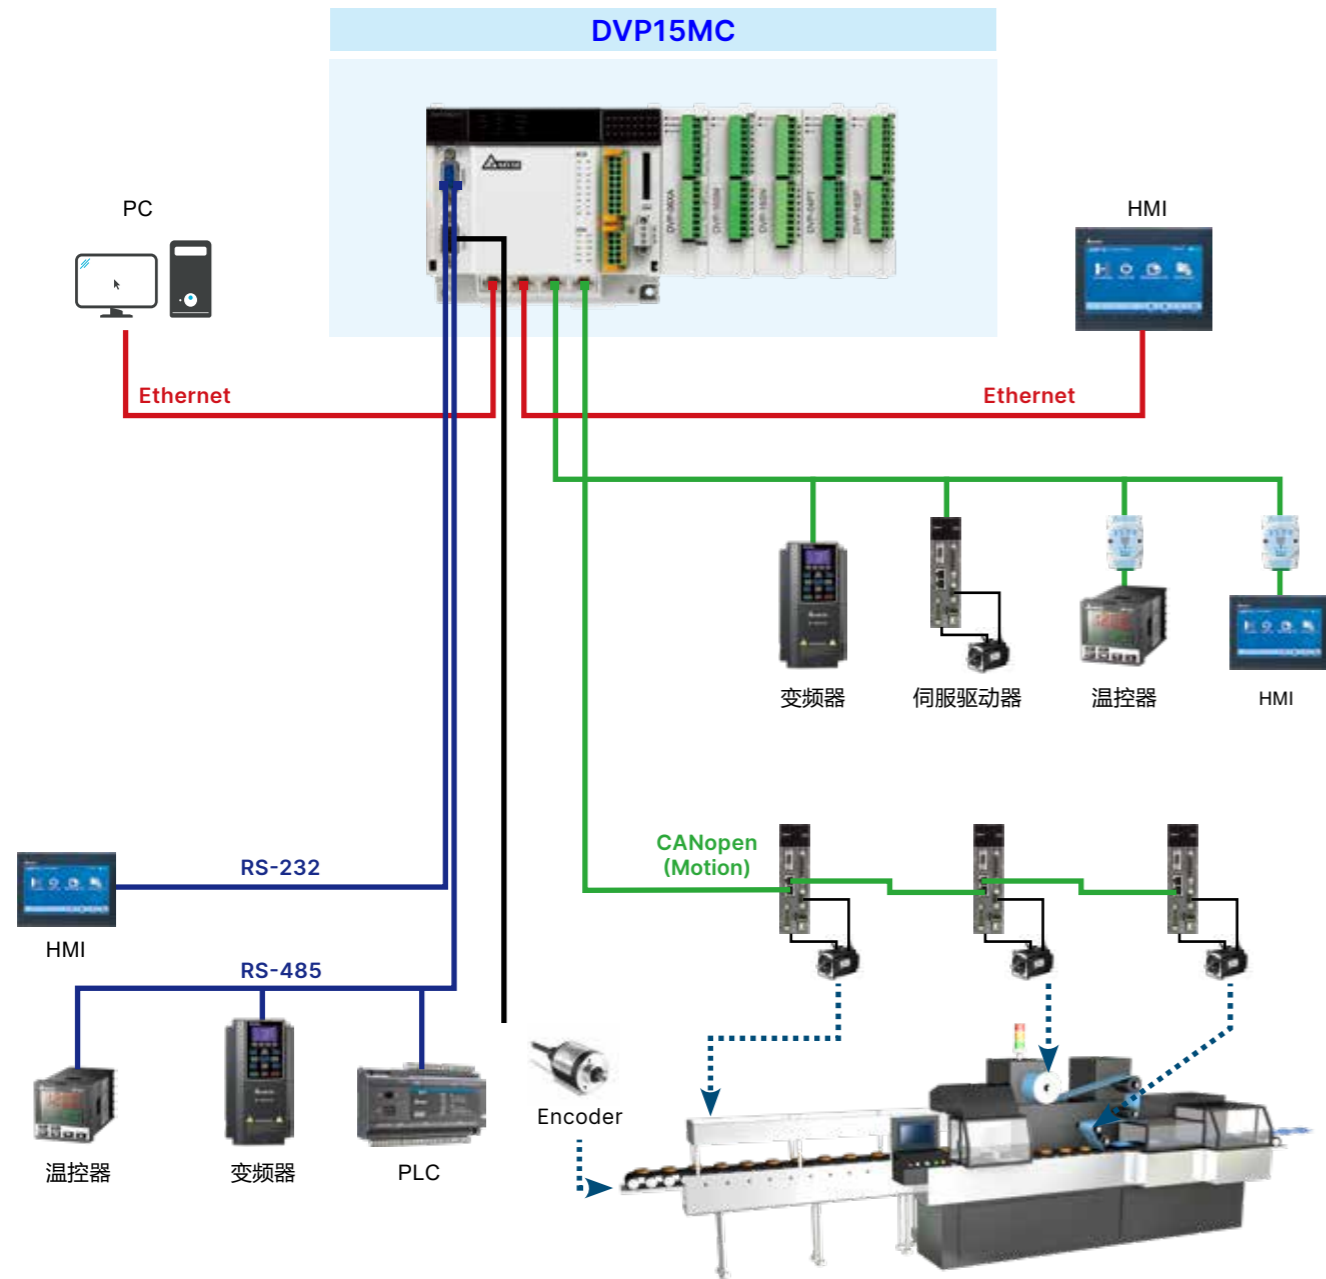 DVP15MC
PC
HMI
Ethernet
Ethernet
变频器
伺服驱动器
温控器
HMI
CANopen
(Motion)
RS-232
HMI
RS-485
Encoder
温控器
变频器
PLC